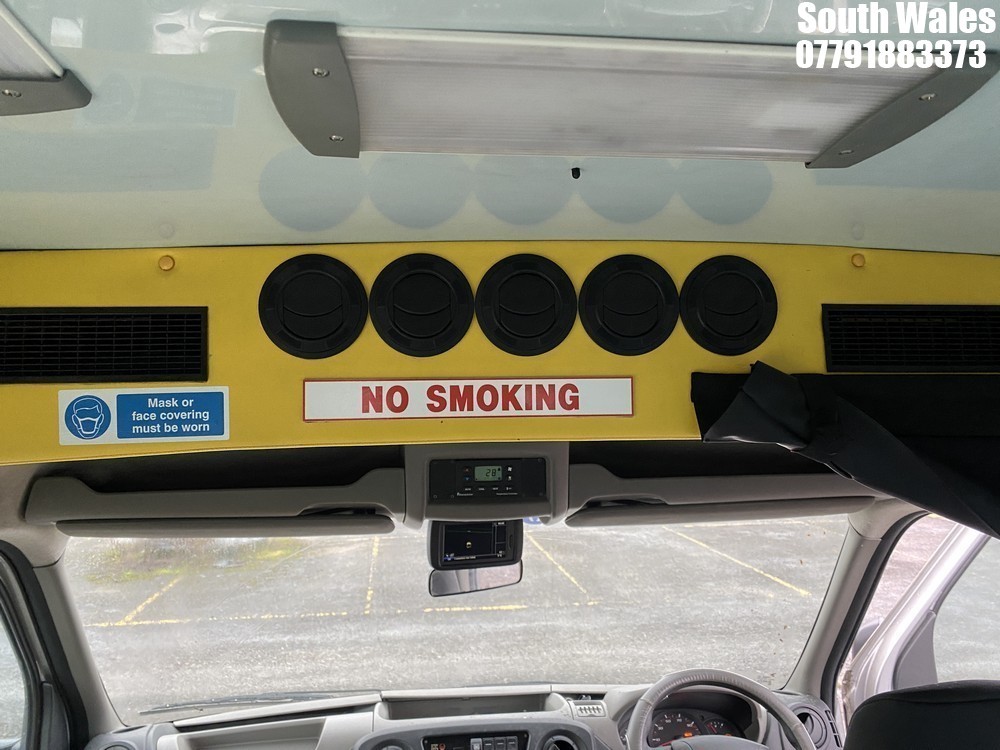 South Wales
07791883373
NO SMOKING
Mask or
face covering
must be worn